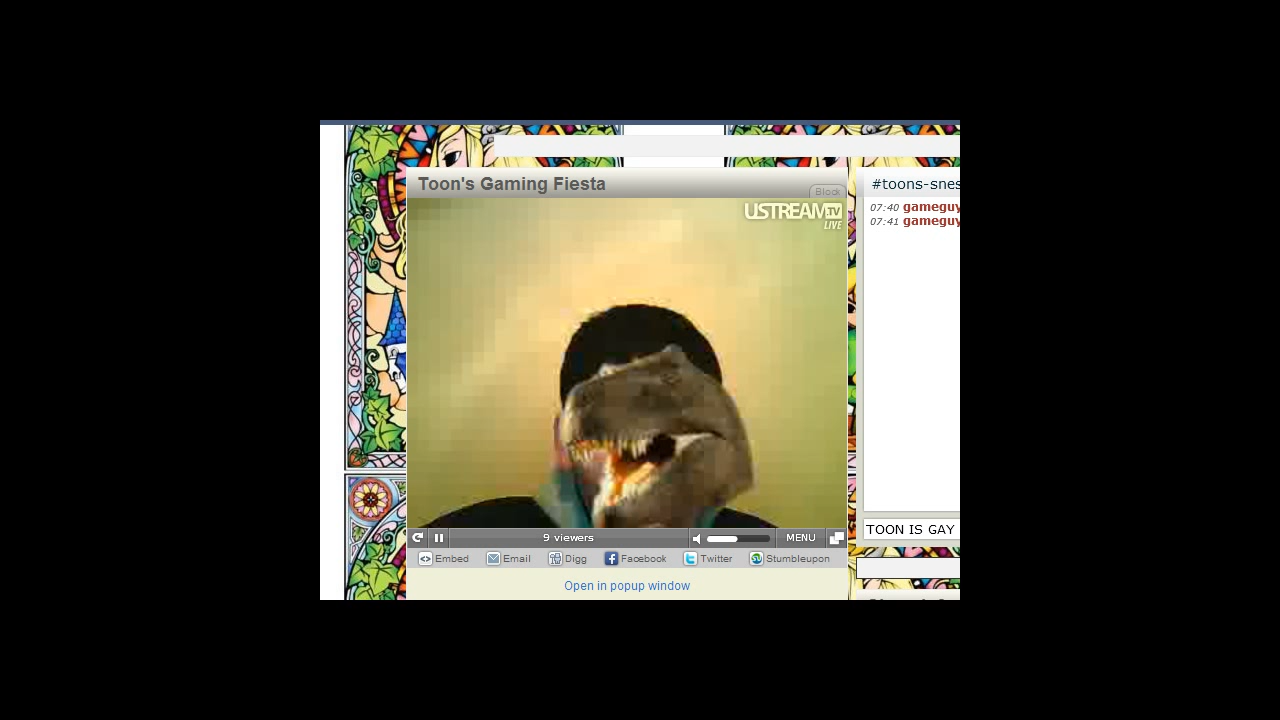 Toon's Gaming Fiesta
Block
USTREAM.TV
LIVE
#toons-snes
07:40 gameguy
07:41 gameguy
TOON IS GAY
9 viewers
MENU
Embed
Email
Digg
Facebook
Twitter
Stumbleupon
Open in popup window